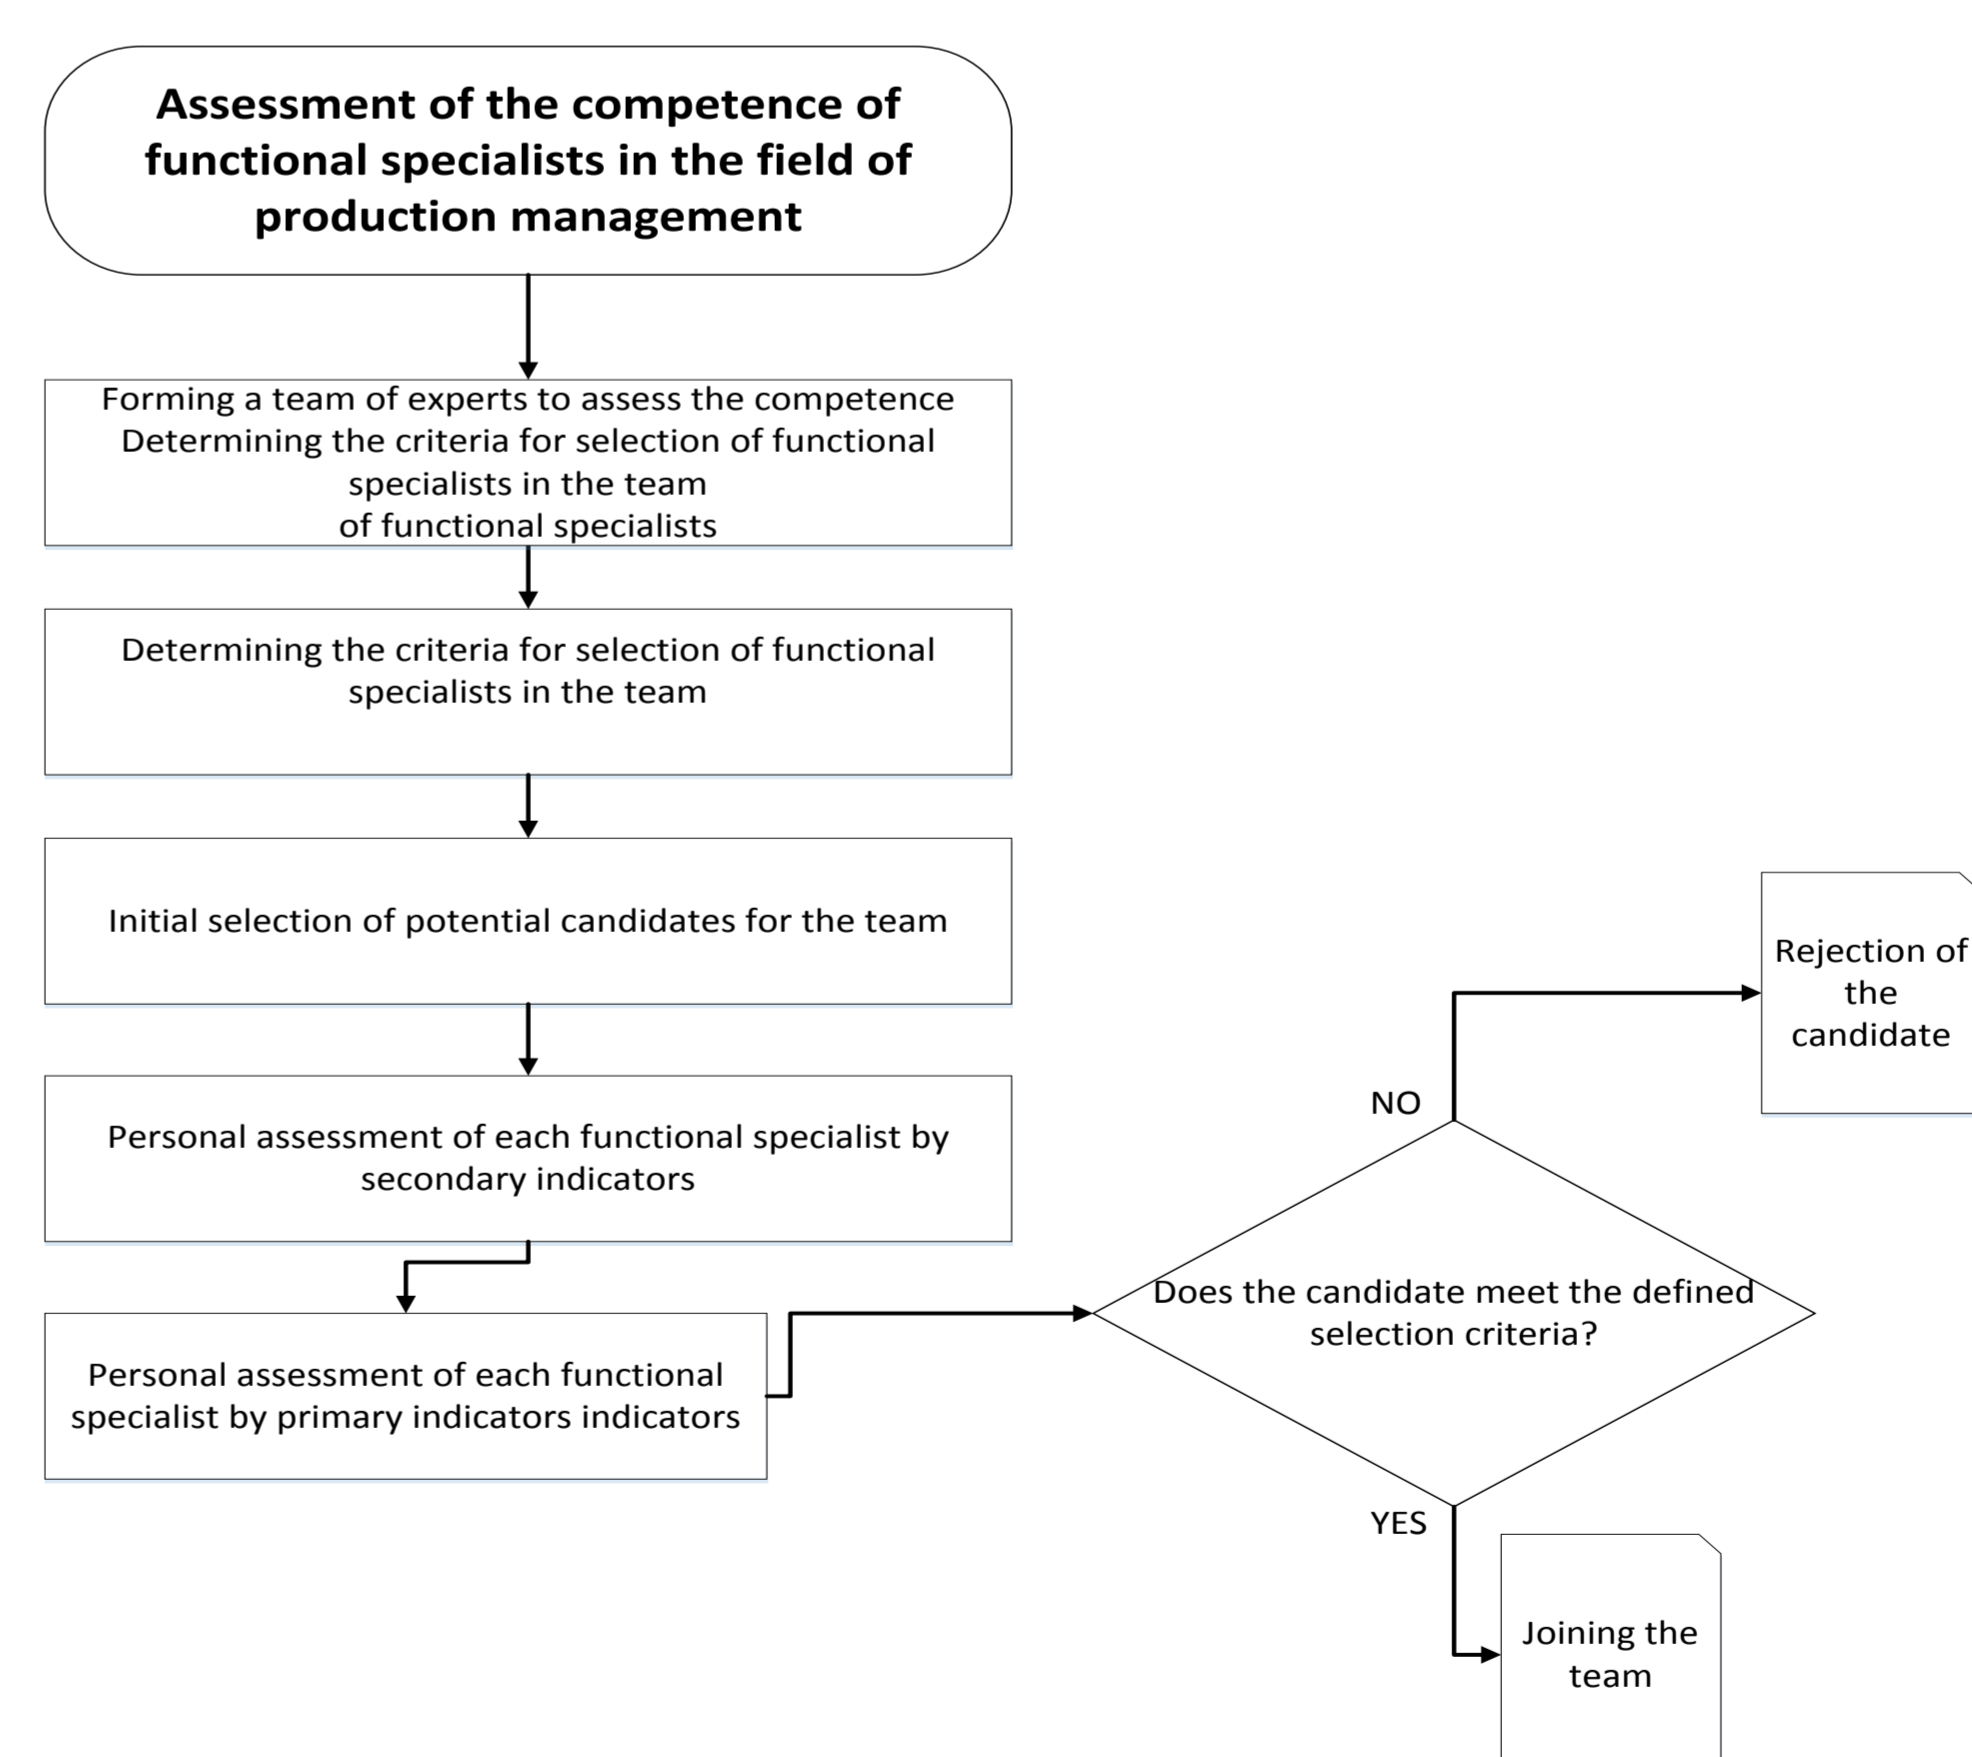 Assessment of the competence of
functional specialists in the field of
production management
Forming a team of experts to assess the competence
Determining the criteria for selection of functional
specialists in the team
of functional specialists
Determining the criteria for selection of functional
specialists in the team
Initial selection of potential candidates for the team
Personal assessment of each functional specialist by
secondary indicators
Personal assessment of each functional
specialist by primary indicators indicators
Does the candidate meet the defined
selection criteria?
NO
Rejection of
the
candidate
YES
Joining the
team